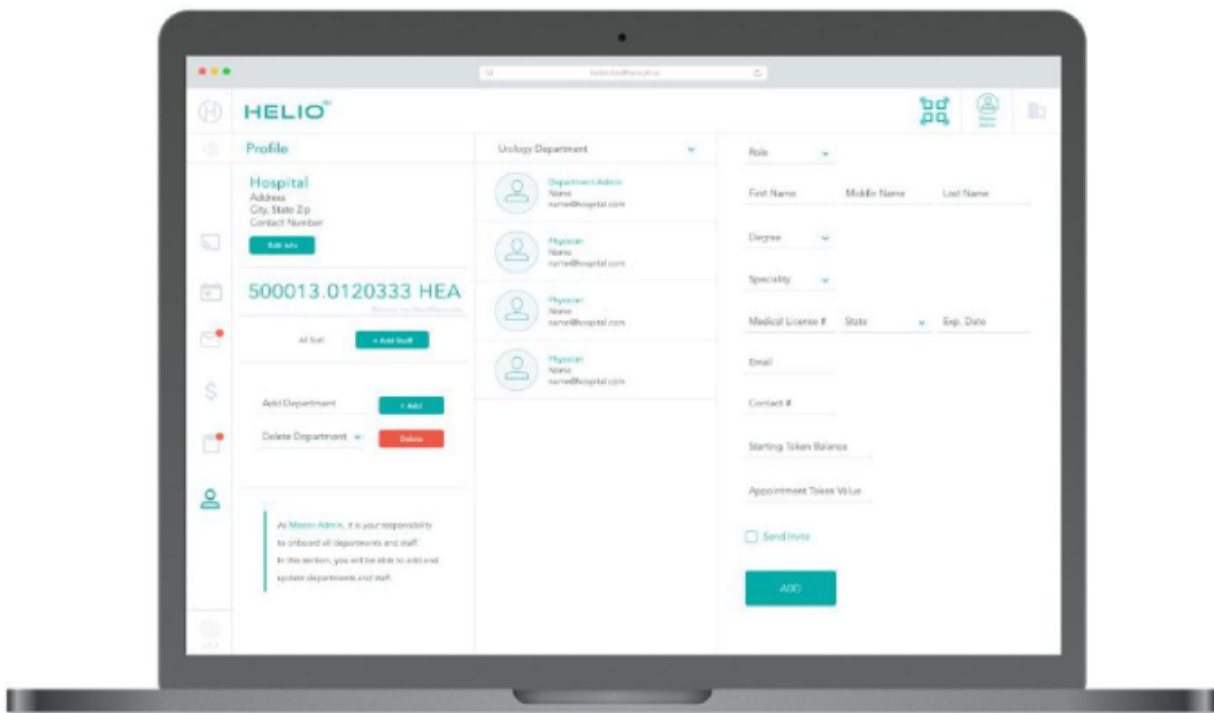 HELIO™
Master
Admin
Profile
Hospital
Address
City, State Zip
Contact Number
Edit Info
500013.0120333 HEA
All Staff
+ Add Staff
Add Department
+ Add
Delete Department
Delete
As Master Admin, it is your responsibility
to onboard all departments and staff.
In this section, you will be able to add and
update departments and staff.
Urology Department
Department Admin
Name
name@hospital.com
Physician
Name
name@hospital.com
Physician
Name
name@hospital.com
Physician
Name
name@hospital.com
Role
First Name Middle Name Last Name
Degree
Speciality
Medical License # State Exp. Date
Email
Contact #
Starting Token Balance
Appointment Token Value
Send Invite
ADD